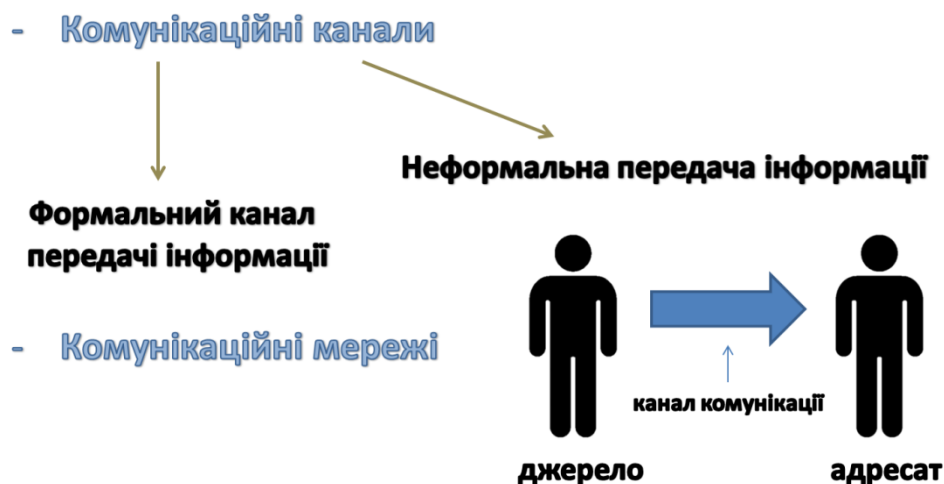 - Комунікаційні канали
Неформальна передача інформації
Формальний канал
передачі інформації
- Комунікаційні мережі
канал комунікації
джерело
адресат